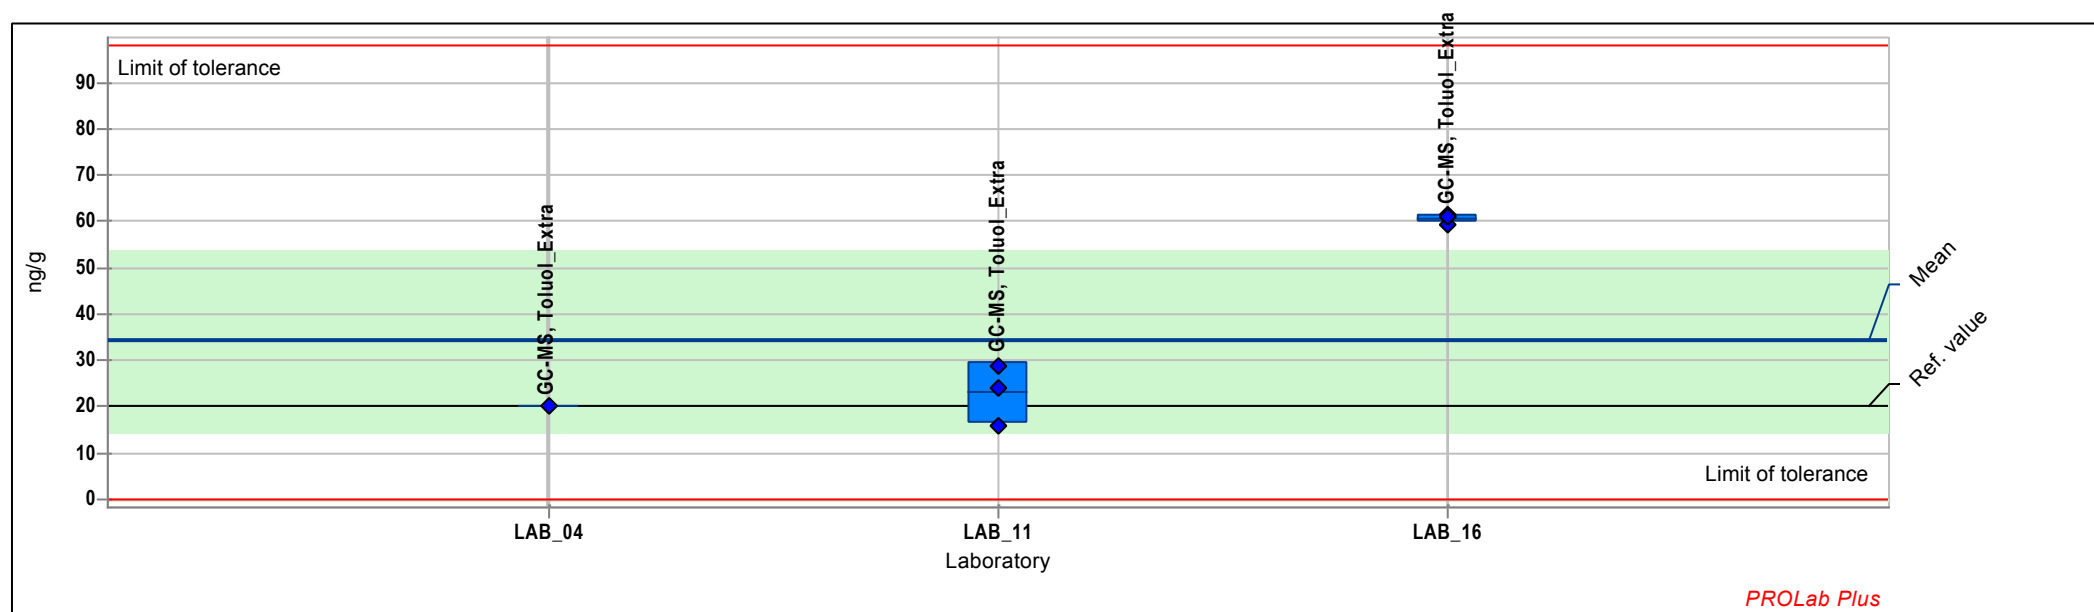 Limit of tolerance
90
80
70
60
50
40
30
20
10
0
ng/g
GC-MS, Toluol_Extra
GC-MS, Toluol_Extra
GC-MS, Toluol_Extra
Mean
Ref. value
Limit of tolerance
LAB_04
LAB_11
LAB_16
Laboratory
PROLab Plus